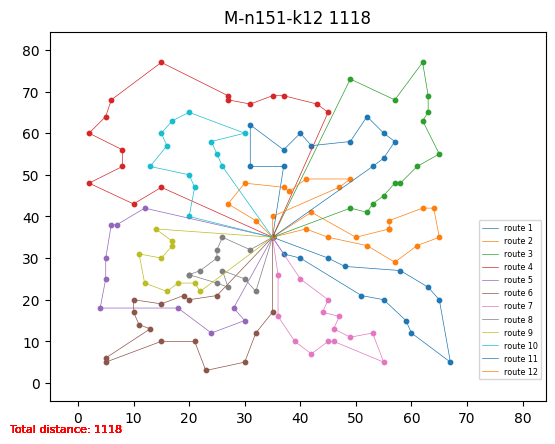 M-n151-k12 1118
80
70
60
50
40
30
20
10
0
0 10 20 30 40 50 60 70 80
route 1
route 2
route 3
route 4
route 5
route 6
route 7
route 8
route 9
route 10
route 11
route 12
Total distance: 1118